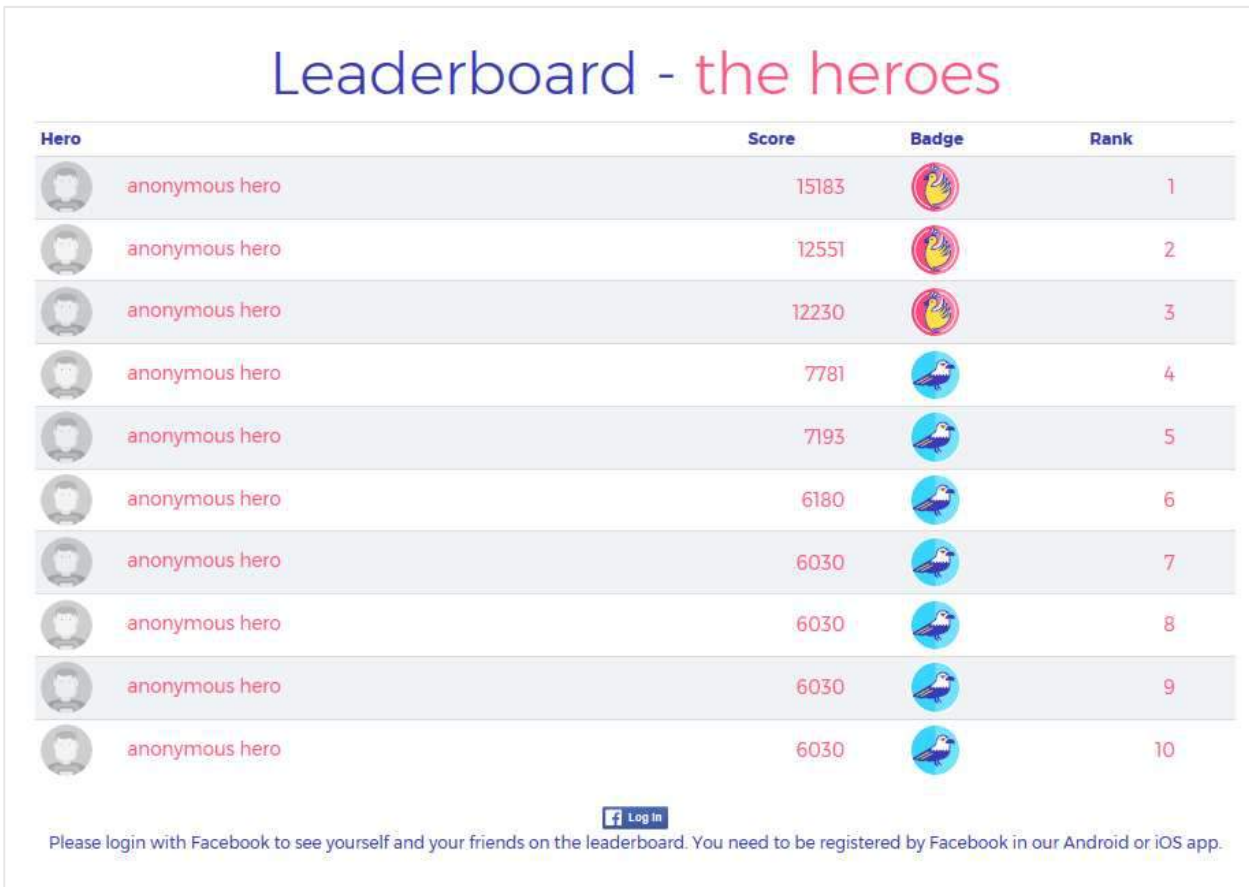 Leaderboard - the heroes
Hero Score Badge Rank
anonymous hero 15183 1
anonymous hero 12551 2
anonymous hero 12230 3
anonymous hero 7781 4
anonymous hero 7193 5
anonymous hero 6180 6
anonymous hero 6030 7
anonymous hero 6030 8
anonymous hero 6030 9
anonymous hero 6030 10
f Log In
Please login with Facebook to see yourself and your friends on the leaderboard. You need to be registered by Facebook in our Android or iOS app.